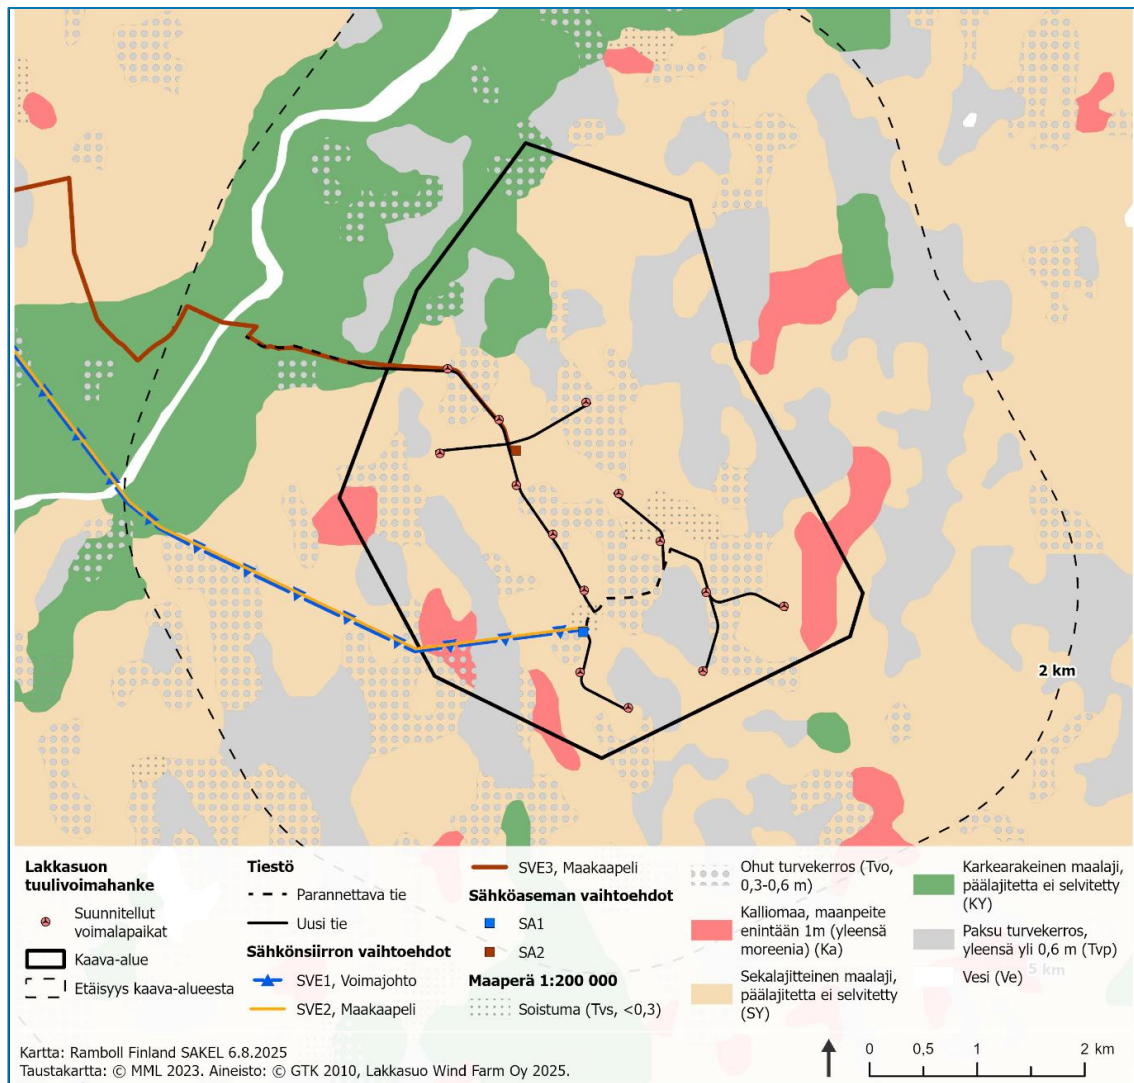 2 km
Lakkasuon
tuulivoimahanke
Suunnitellut
voimalapaikat
Kaava-alue
Etäisyys kaava-alueesta
Tiestö
Parannettava tie
Uusi tie
Sähkönsiirron vaihtoehdot
SVE1, Voimajohto
SVE2, Maakaapeli
SVE3, Maakaapeli
Sähköaseman vaihtoehdot
SA1
SA2
Maaperä 1:200 000
Soistuma (Tvs, <0,3)
Ohut turvekerros (Tvo,
0,3-0,6 m)
Kalliomaa, maanpeite
enintään 1m (yleensä
moreenia) (Ka)
Sekalajitteinen maalaji,
päälajitetta ei selvitetty
(SY)
Karkearakeinen maalaji,
päälajitetta ei selvitetty
(KY)
Paksu turvekerros,
yleensä yli 0,6 m (Tvp)
5 km
Vesi (Ve)
Kartta: Ramboll Finland SAKEL 6.8.2025
Taustakartta: © MML 2023. Aineisto: © GTK 2010, Lakkasuo Wind Farm Oy 2025.
0 0,5 1 2 km